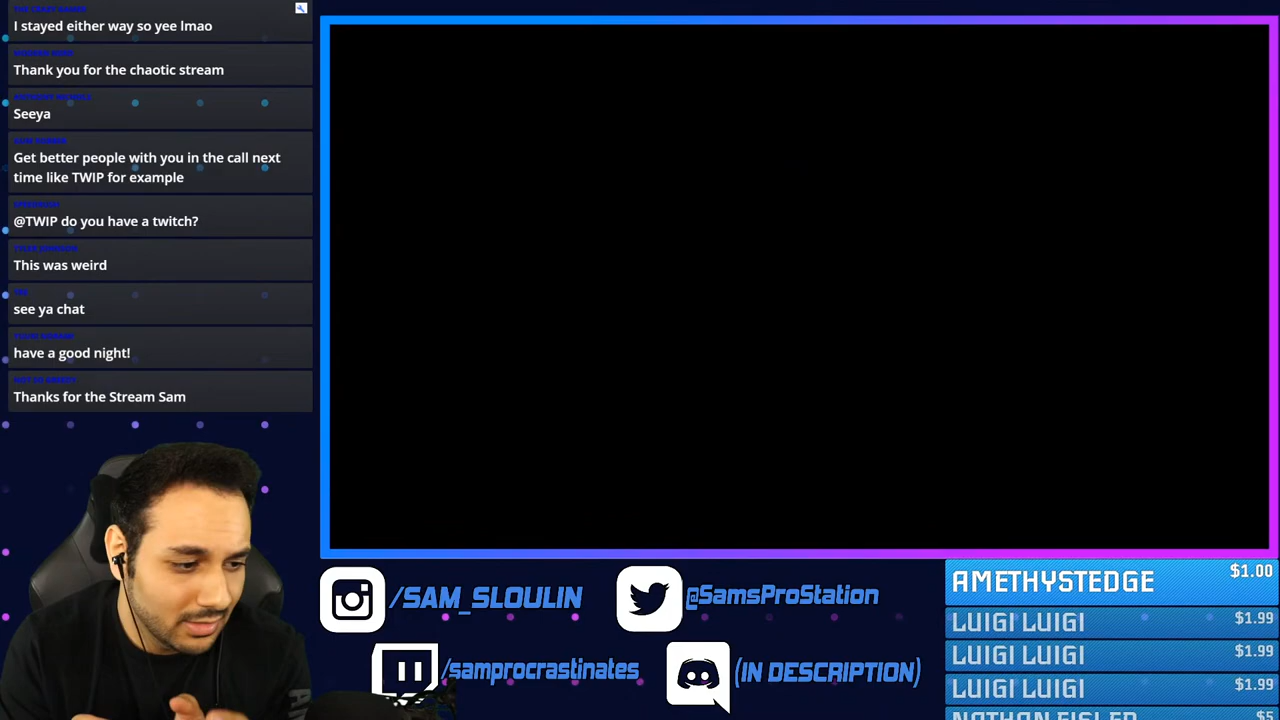 I stayed either way so yee lmao
Thank you for the chaotic stream
Seeya
Get better people with you in the call next
time like TWIP for example
@TWIP do you have a twitch?
This was weird
see ya chat
have a good night!
Thanks for the Stream Sam
/SAM_SLOULIN
@SamsProStation
/samprocrastinates
(IN DESCRIPTION)
AMETHYSTEDGE $1.00
LUIGI LUIGI $1.99
LUIGI LUIGI $1.99
LUIGI LUIGI $1.99
NATHAN EISLER $5